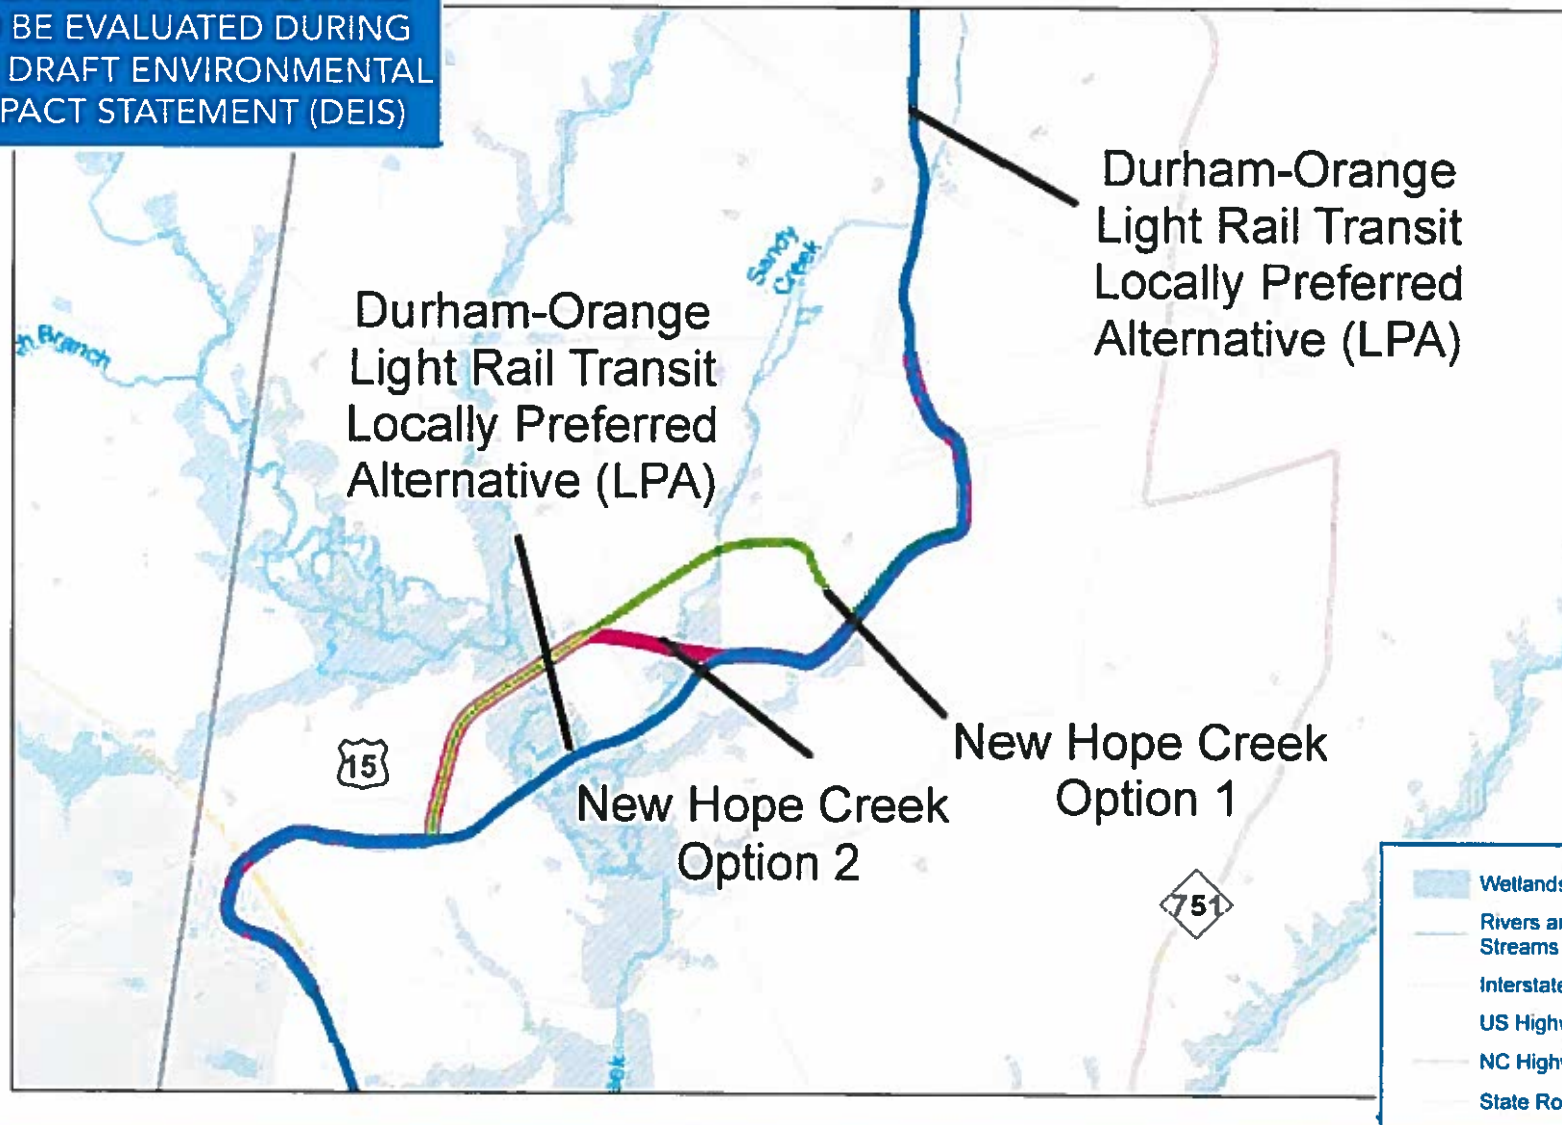 BE EVALUATED DURING
DRAFT ENVIRONMENTAL
PACT STATEMENT (DEIS)
Durham-Orange
Light Rail Transit
Locally Preferred
Alternative (LPA)
Sandy
Creek
Durham-Orange
Light Rail Transit
Locally Preferred
Alternative (LPA)
Branch
15
New Hope Creek
Option 1
New Hope Creek
Option 2
751
Wetlands
Rivers an
Streams
Interstate
US Highw
NC Highw
State Ro